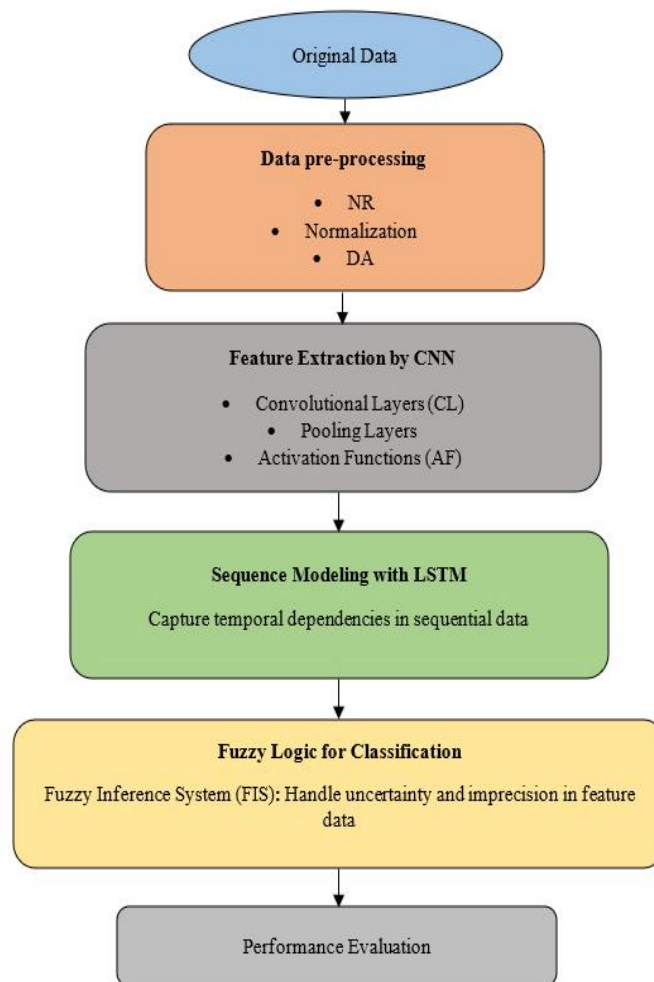 Original Data
Data pre-processing
• NR
• Normalization
• DA
Feature Extraction by CNN
• Convolutional Layers (CL)
• Pooling Layers
• Activation Functions (AF)
Sequence Modeling with LSTM
Capture temporal dependencies in sequential data
Fuzzy Logic for Classification
Fuzzy Inference System (FIS): Handle uncertainty and imprecision in feature
data
Performance Evaluation